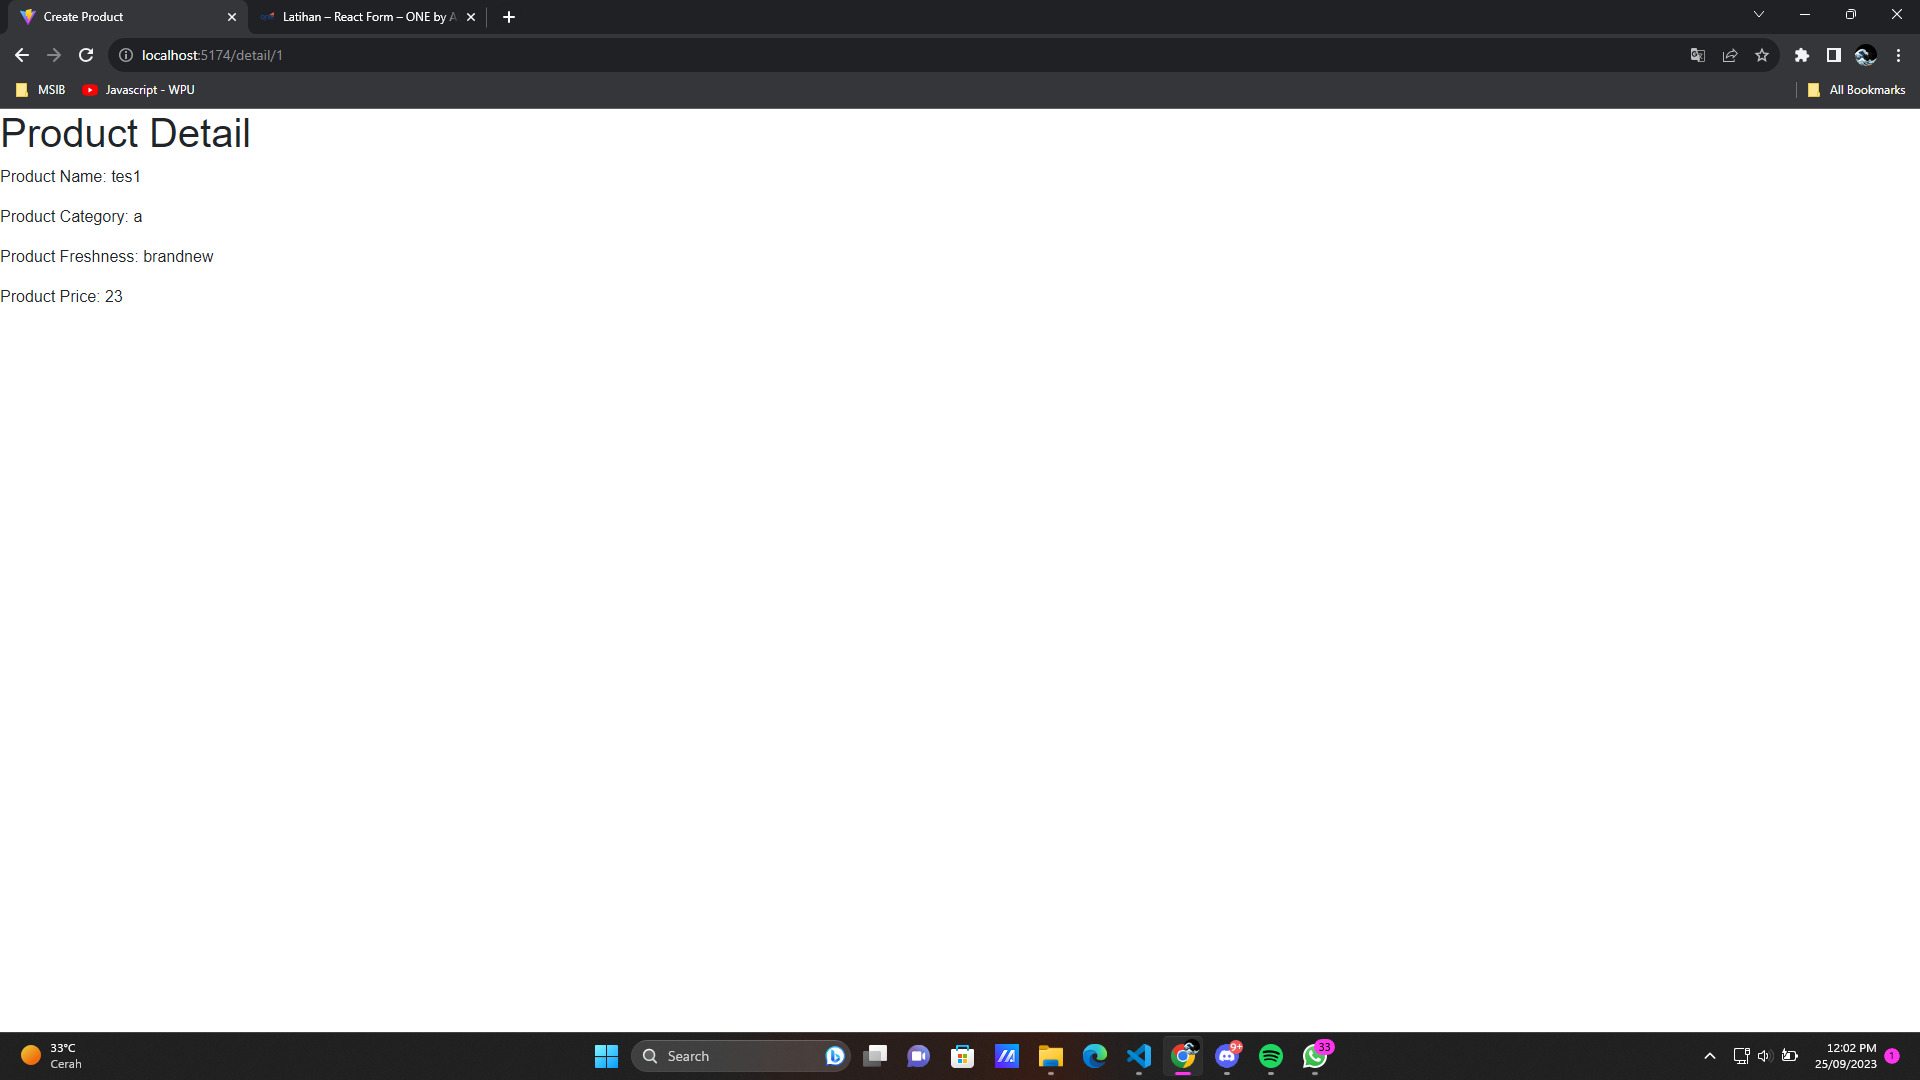 Create Product
Latihan – React Form – ONE by A
localhost:5174/detail/1
MSIB
Javascript - WPU
All Bookmarks
Product Detail
Product Name: tes1
Product Category: a
Product Freshness: brandnew
Product Price: 23
33°C
Cerah
Search
9+
33
12:02 PM
25/09/2023
1